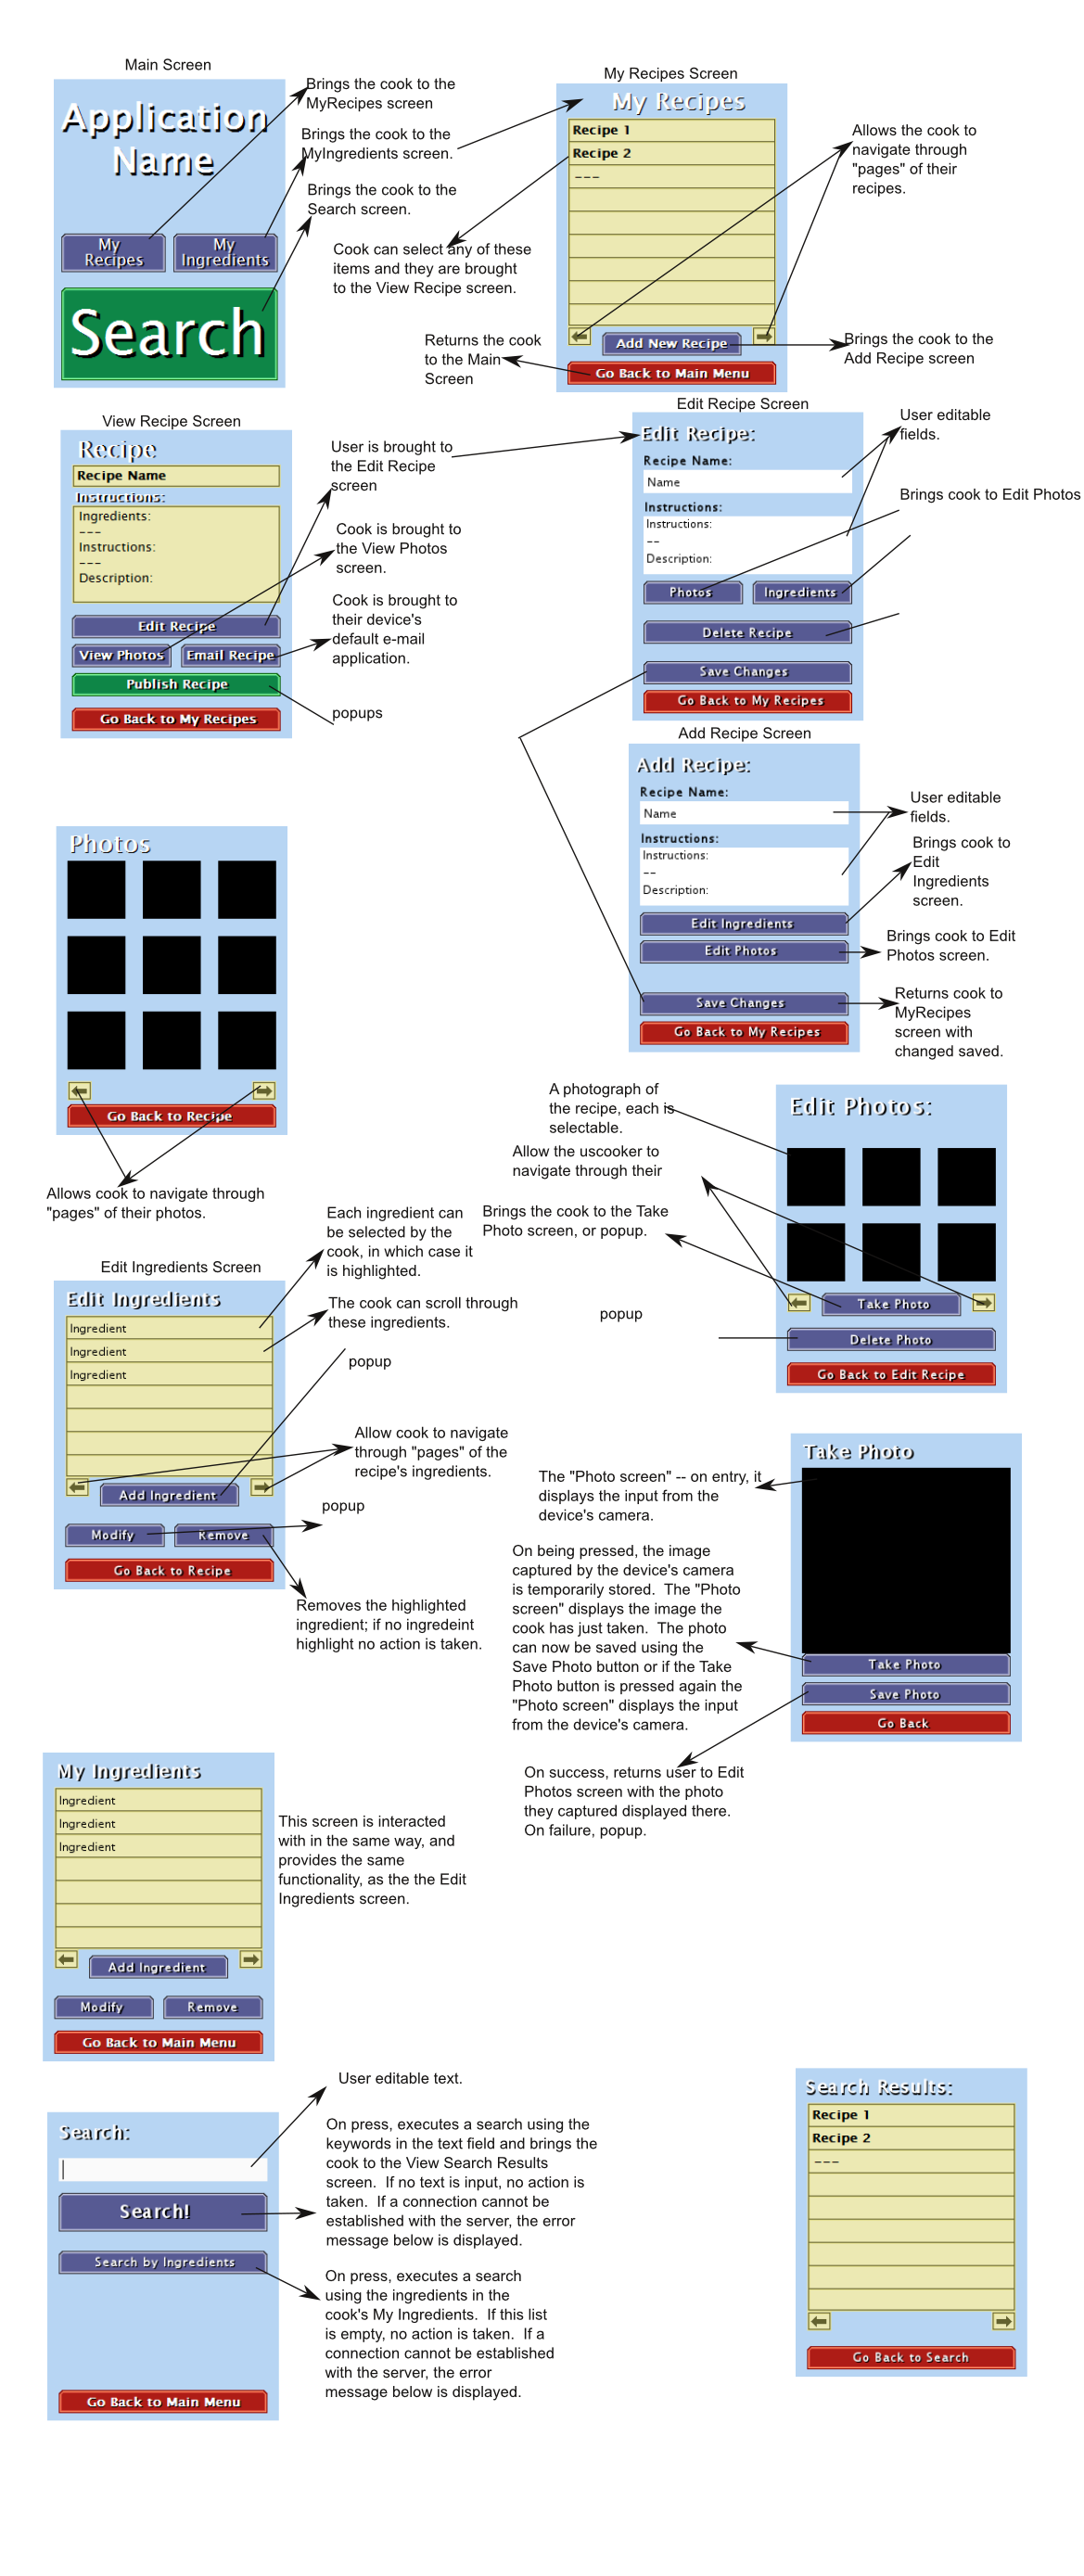 Main Screen
Application
Name
My
Recipes
My
Ingredients
Search
Brings the cook to the
MyRecipes screen
Brings the cook to the
MyIngredients screen.
Brings the cook to the
Search screen.
Cook can select any of these
items and they are brought
to the View Recipe screen.
Returns the cook
to the Main
Screen
My Recipes Screen
My Recipes
Recipe 1
Recipe 2
---
Add New Recipe
Go Back to Main Menu
Allows the cook to
navigate through
"pages" of their
recipes.
Brings the cook to the
Add Recipe screen
View Recipe Screen
Recipe
Recipe Name
Instructions:
Ingredients:
---
Instructions:
---
Description:
Edit Recipe
View Photos
Email Recipe
Publish Recipe
Go Back to My Recipes
User is brought to
the Edit Recipe
screen
Cook is brought to
the View Photos
screen.
Cook is brought to
their device's
default e-mail
application.
popups
Edit Recipe Screen
Edit Recipe:
Recipe Name:
Name
Instructions:
Instructions:
--
Description:
Photos
Ingredients
Delete Recipe
Save Changes
Go Back to My Recipes
User editable
fields.
Brings cook to Edit Photos
Add Recipe Screen
Add Recipe:
Recipe Name:
Name
Instructions:
Instructions:
--
Description:
Edit Ingredients
Edit Photos
Save Changes
Go Back to My Recipes
User editable
fields.
Brings cook to
Edit
Ingredients
screen.
Brings cook to Edit
Photos screen.
Returns cook to
MyRecipes
screen with
changed saved.
Photos
Go Back to Recipe
Allows cook to navigate through
"pages" of their photos.
A photograph of
the recipe, each is
selectable.
Allow the uscooker to
navigate through their
Brings the cook to the Take
Photo screen, or popup.
popup
Edit Photos:
Take Photo
Delete Photo
Go Back to Edit Recipe
Edit Ingredients Screen
Edit Ingredients
Ingredient
Ingredient
Ingredient
Add Ingredient
Modify
Remove
Go Back to Recipe
Each ingredient can
be selected by the
cook, in which case it
is highlighted.
The cook can scroll through
these ingredients.
popup
Allow cook to navigate
through "pages" of the
recipe's ingredients.
popup
Removes the highlighted
ingredient; if no ingredeint
highlight no action is taken.
The "Photo screen" -- on entry, it
displays the input from the
device's camera.
On being pressed, the image
captured by the device's camera
is temporarily stored. The "Photo
screen" displays the image the
cook has just taken. The photo
can now be saved using the
Save Photo button or if the Take
Photo button is pressed again the
"Photo screen" displays the input
from the device's camera.
On success, returns user to Edit
Photos screen with the photo
they captured displayed there.
On failure, popup.
Take Photo
Take Photo
Save Photo
Go Back
My Ingredients
Ingredient
Ingredient
Ingredient
Add Ingredient
Modify
Remove
Go Back to Main Menu
This screen is interacted
with in the same way, and
provides the same
functionality, as the the Edit
Ingredients screen.
Search:
Search!
Search by Ingredients
Go Back to Main Menu
User editable text.
On press, executes a search using the
keywords in the text field and brings the
cook to the View Search Results
screen. If no text is input, no action is
taken. If a connection cannot be
established with the server, the error
message below is displayed.
On press, executes a search
using the ingredients in the
cook's My Ingredients. If this list
is empty, no action is taken. If a
connection cannot be established
with the server, the error
message below is displayed.
Search Results:
Recipe 1
Recipe 2
---
Go Back to Search